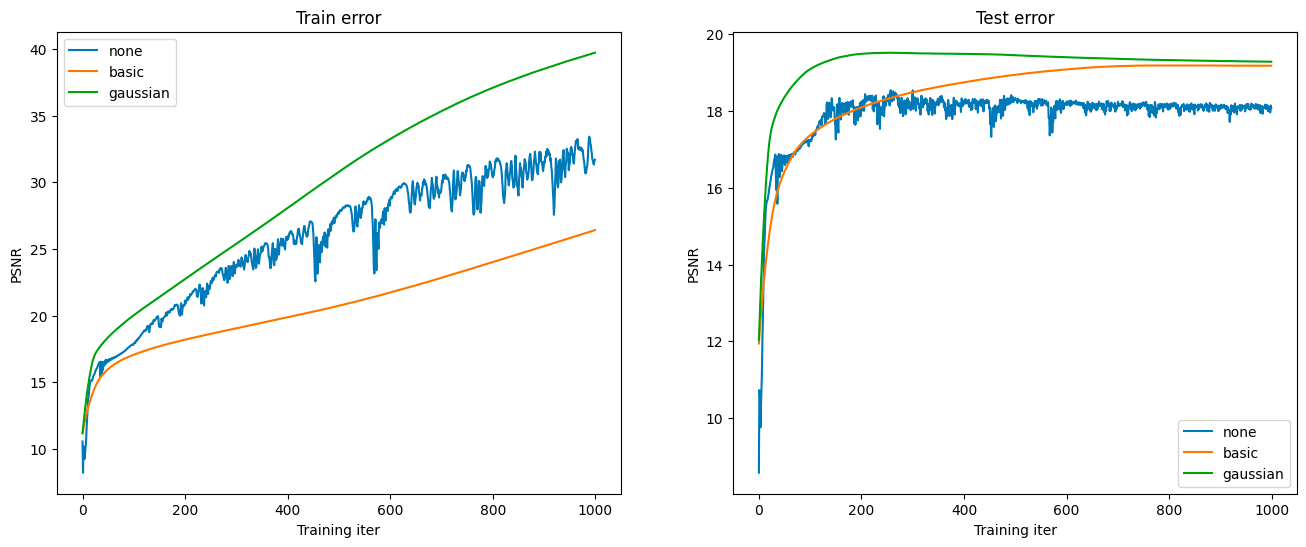 Train error
PSNR
40
35
30
25
20
15
10
none
basic
gaussian
0 200 400 600 800 1000
Training iter
Test error
PSNR
20
18
16
14
12
10
none
basic
gaussian
0 200 400 600 800 1000
Training iter